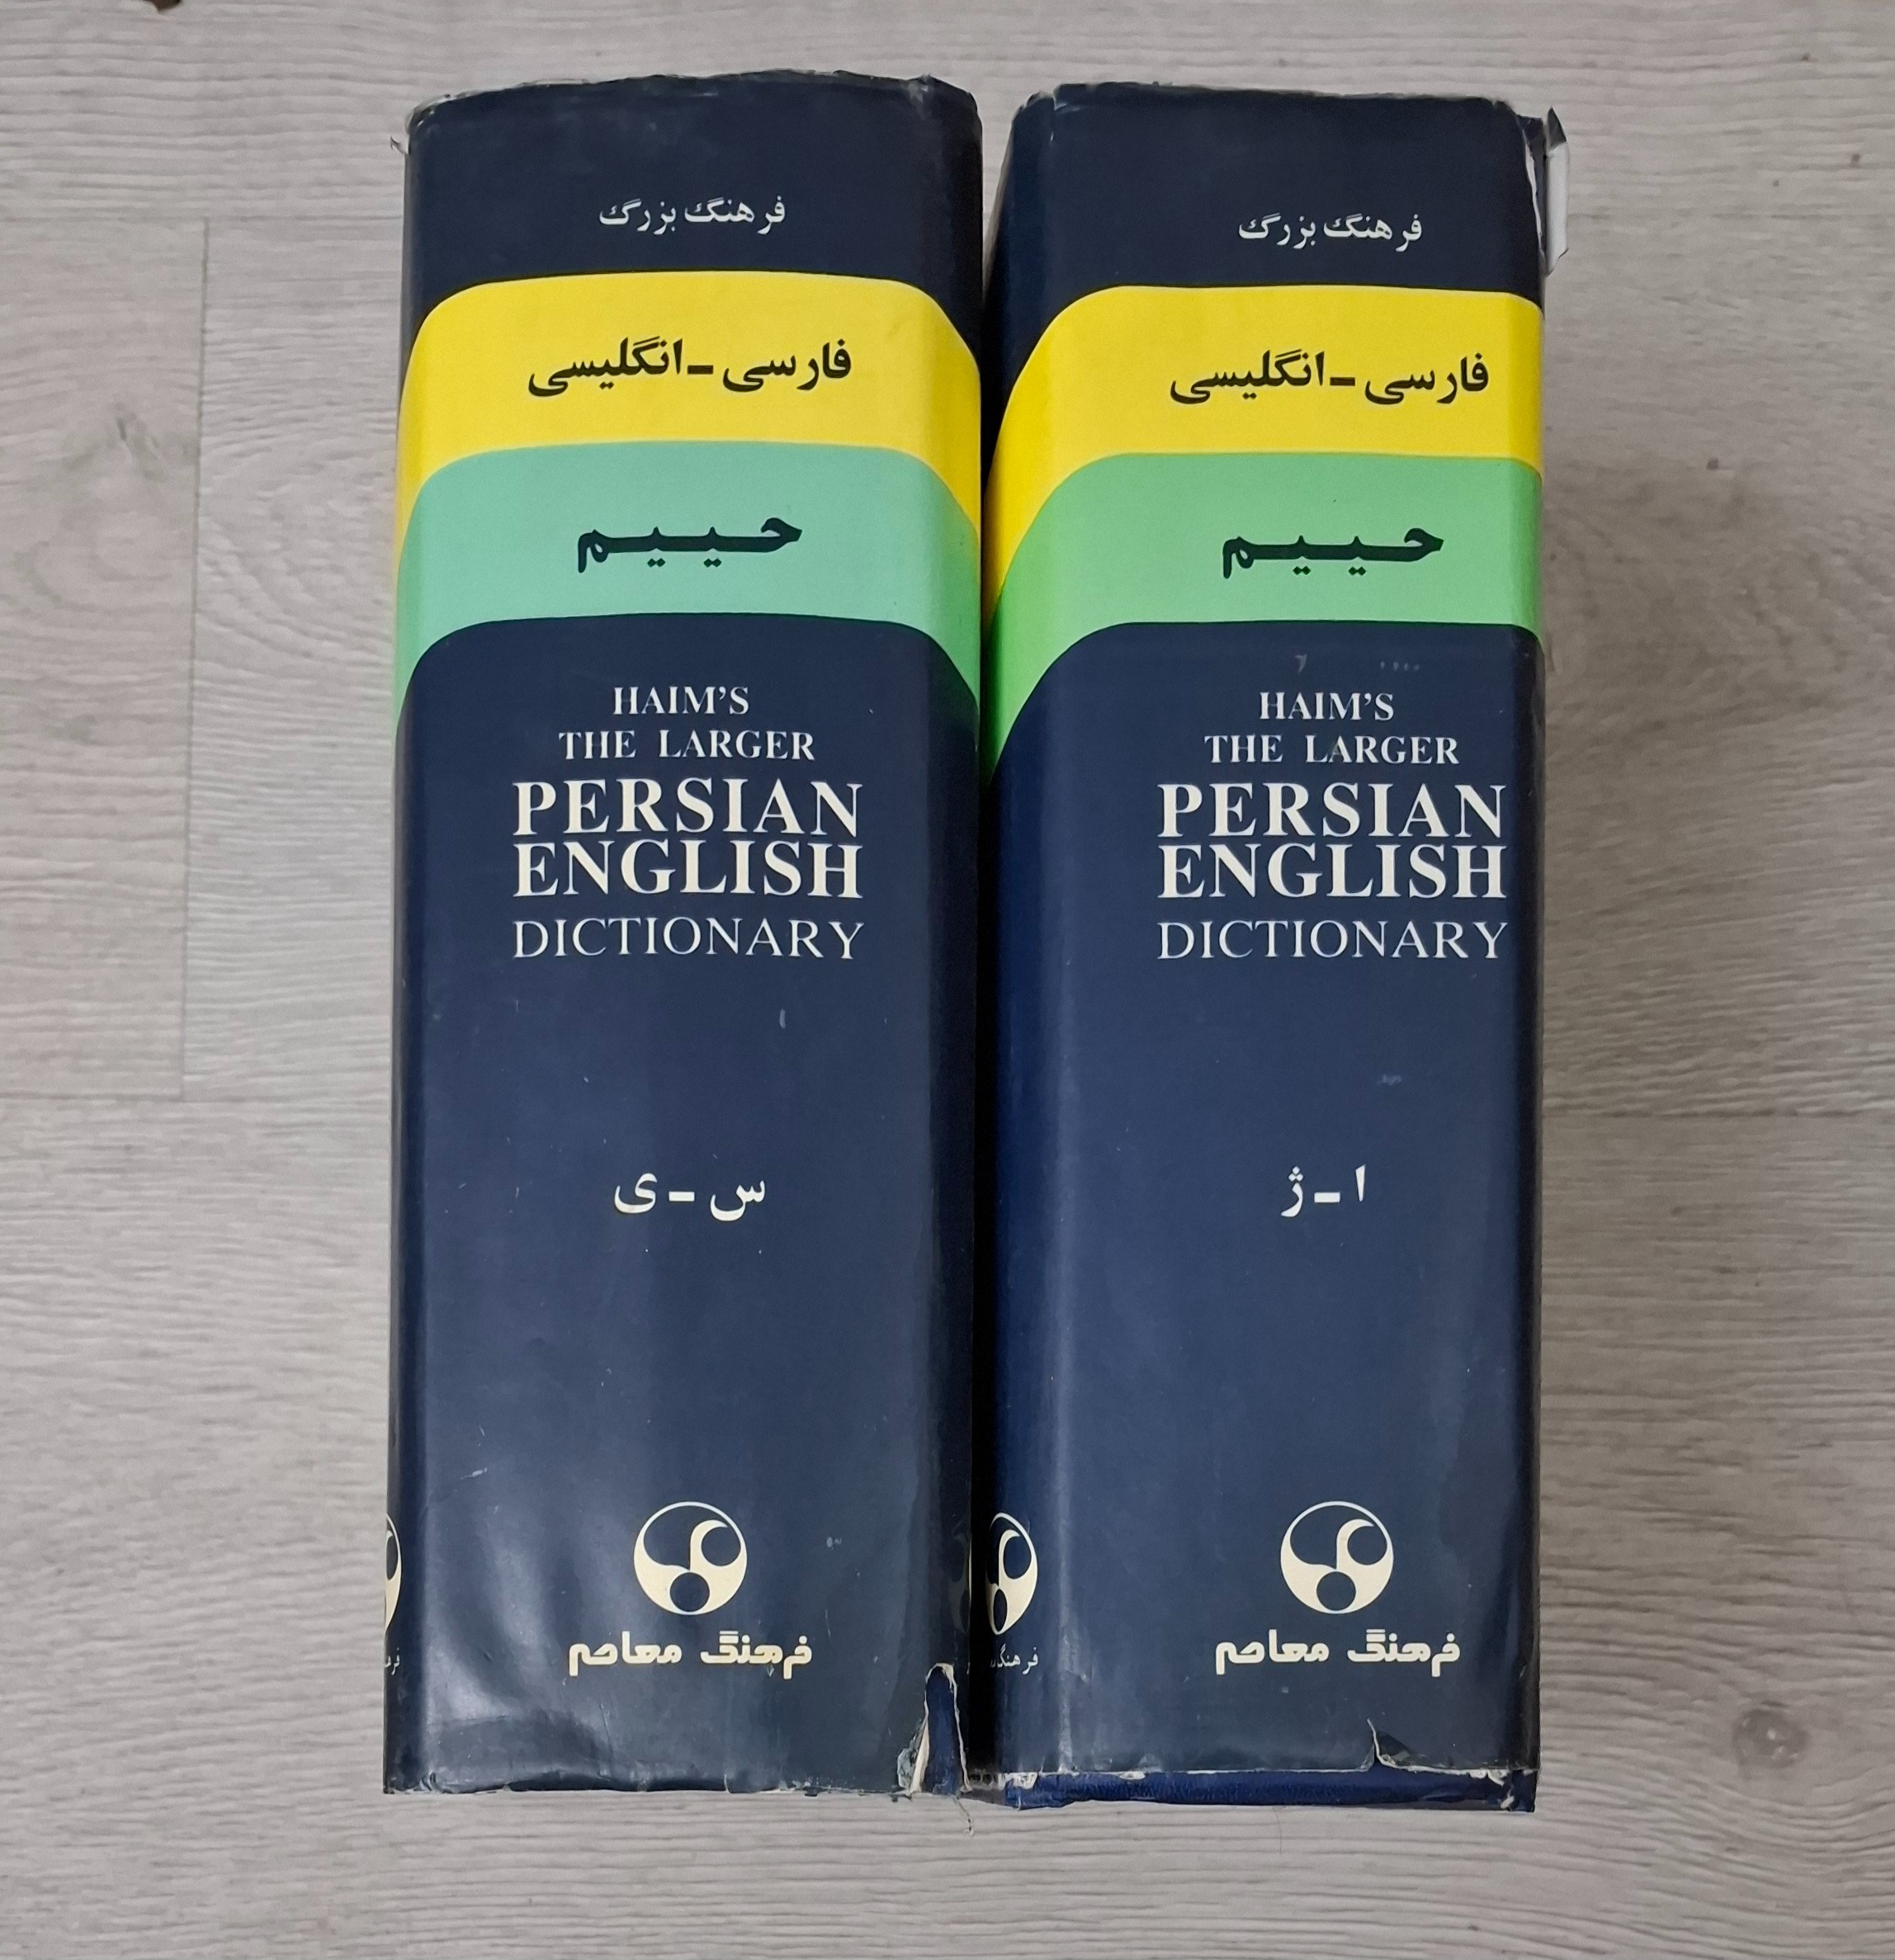 فرهنگ بزرگ
فارسی - انگلیسی
حییم
HAIM'S
THE LARGER
PERSIAN
ENGLISH
DICTIONARY
ا - ژ
فرهنگ معاصر
فرهنگ
فرهنگ بزرگ
فارسی - انگلیسی
حییم
HAIM'S
THE LARGER
PERSIAN
ENGLISH
DICTIONARY
س - ی
فرهنگ معاصر